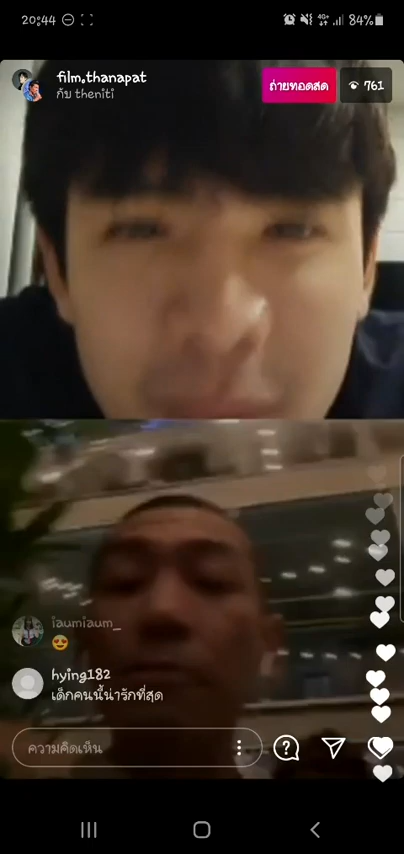 20:44
4G+
84%
film.thanapat
กับ theniti
ถ่ายทอดสด
761
iaumiaum_
😍
hying182
เด็กคนนี้น่ารักที่สุด
ความคิดเห็น